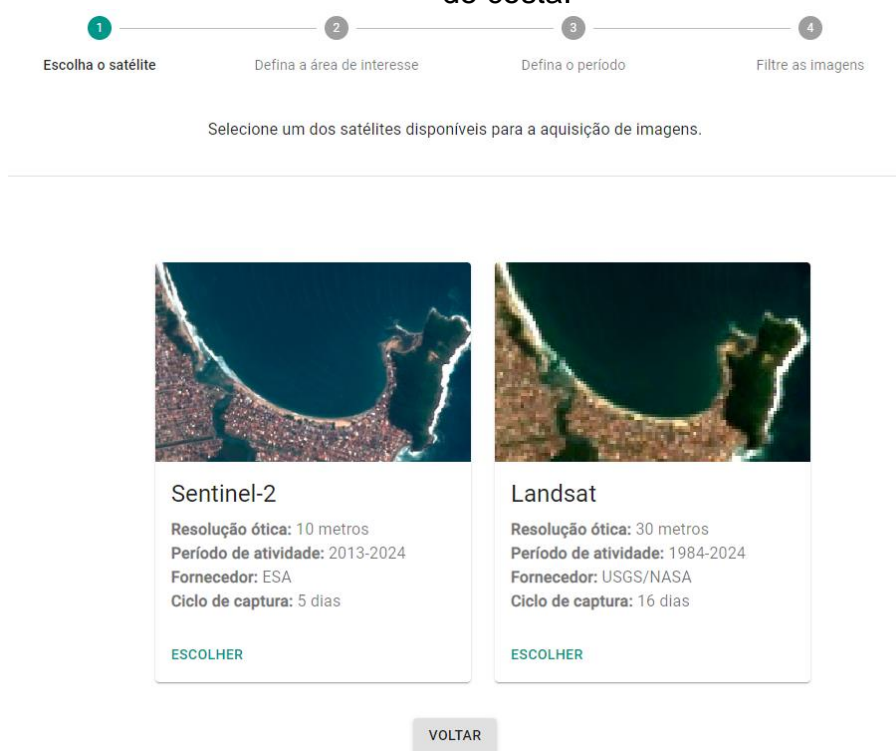 de costa.
1
2
3
4
Escolha o satélite
Defina a área de interesse
Defina o período
Filtre as imagens
Selecione um dos satélites disponíveis para a aquisição de imagens.
Sentinel-2
Resolução ótica: 10 metros
Período de atividade: 2013-2024
Fornecedor: ESA
Ciclo de captura: 5 dias
ESCOLHER
Landsat
Resolução ótica: 30 metros
Período de atividade: 1984-2024
Fornecedor: USGS/NASA
Ciclo de captura: 16 dias
ESCOLHER
VOLTAR